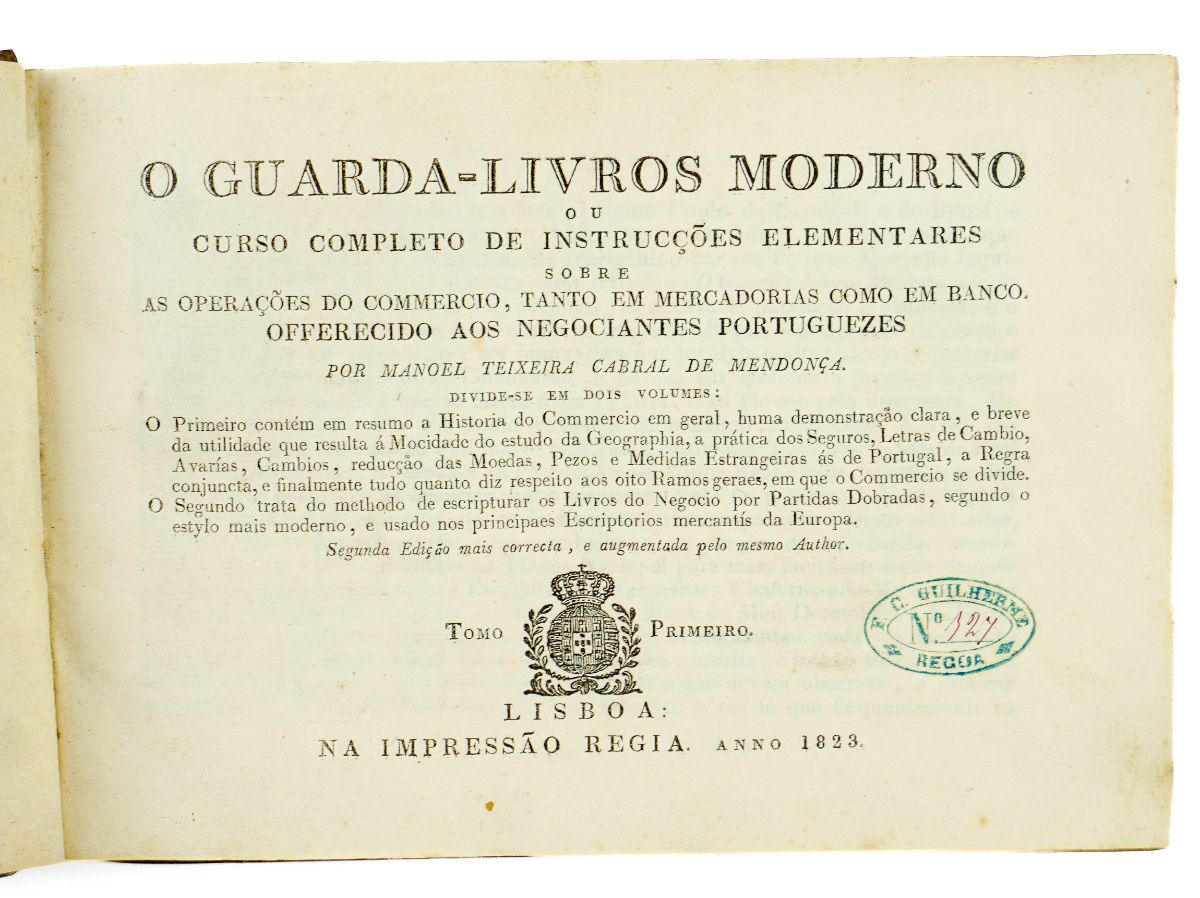 O GUARDA-LIVROS MODERNO
OU
CURSO COMPLETO DE INSTRUCÇÕES ELEMENTARES
SOBRE
AS OPERAÇÕES DO COMMERCIO, TANTO EM MERCADORIAS COMO EM BANCO.
OFFERECIDO AOS NEGOCIANTES PORTUGUEZES
POR MANOEL TEIXEIRA CABRAL DE MENDONÇA.
DIVIDE-SE EM DOIS VOLUMES:
O Primeiro contém em resumo a Historia do Commercio em geral, huma demonstração clara, e breve
da utilidade que resulta á Mocidade do estudo da Geographia, a prática dos Seguros, Letras de Cambio,
Avarías, Cambios, reducção das Moedas, Pezos e Medidas Estrangeiras ás de Portugal, a Regra
conjuncta, e finalmente tudo quanto diz respeito aos oito Ramos geraes, em que o Commercio se divide.
O Segundo trata do methodo de escripturar os Livros do Negocio por Partidas Dobradas, segundo o
estylo mais moderno, e usado nos principaes Escriptorios mercantís da Europa.
Segunda Edição mais correcta, e augmentada pelo mesmo Author.
TOMO PRIMEIRO.
F. C. GUILHERME
Nº 127
REGOA
LISBOA:
NA IMPRESSÃO REGIA. ANNO 1823.